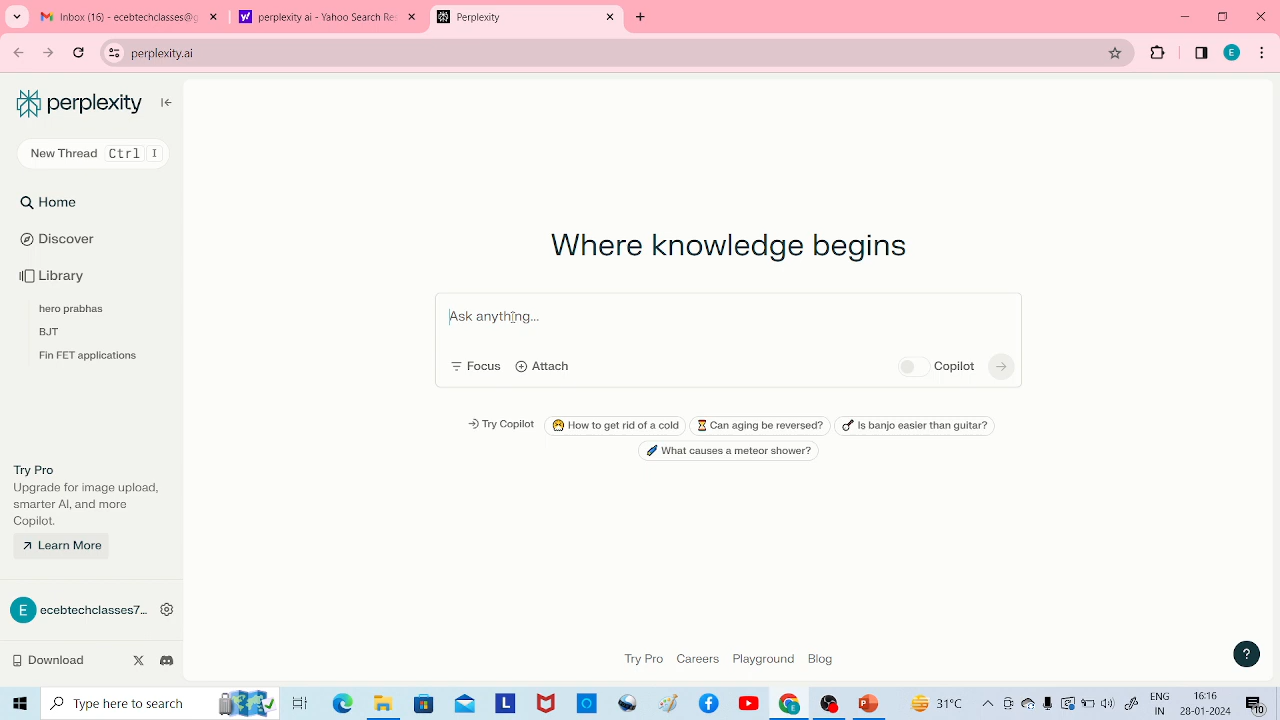 Inbox (16) - ecebtechclasses@g
perplexity ai - Yahoo Search Res
Perplexity
perplexity.ai
E
perplexity
New Thread Ctrl I
Home
Discover
Library
hero prabhas
BJT
Fin FET applications
Where knowledge begins
Ask anything...
Focus
Attach
Copilot
Try Copilot
How to get rid of a cold
Can aging be reversed?
Is banjo easier than guitar?
What causes a meteor shower?
Try Pro
Upgrade for image upload,
smarter AI, and more
Copilot.
Learn More
E ecebtechclasses7...
Download
Try Pro
Careers
Playground
Blog
?
Type here to search
L
31°C
ENG
IN
16:16
28-01-2024
10